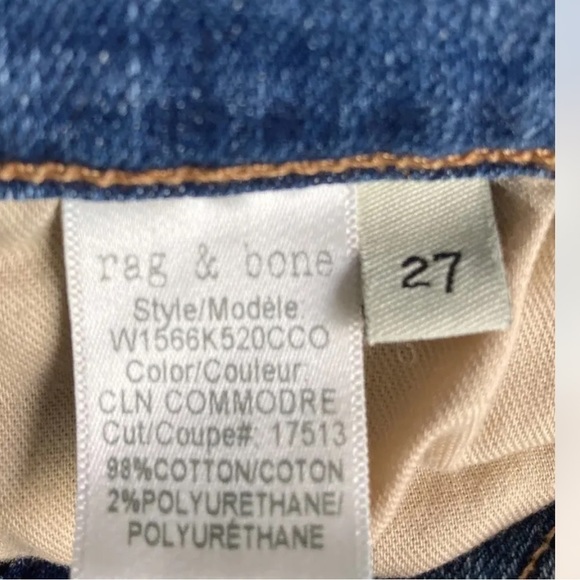 rag & bone
27
Style/Modèle:
W1566K520CCO
Color/Couleur:
CLN COMMODRE
Cut/Coupe#: 17513
98%COTTON/COTON
2%POLYURETHANE/
POLYURÉTHANE